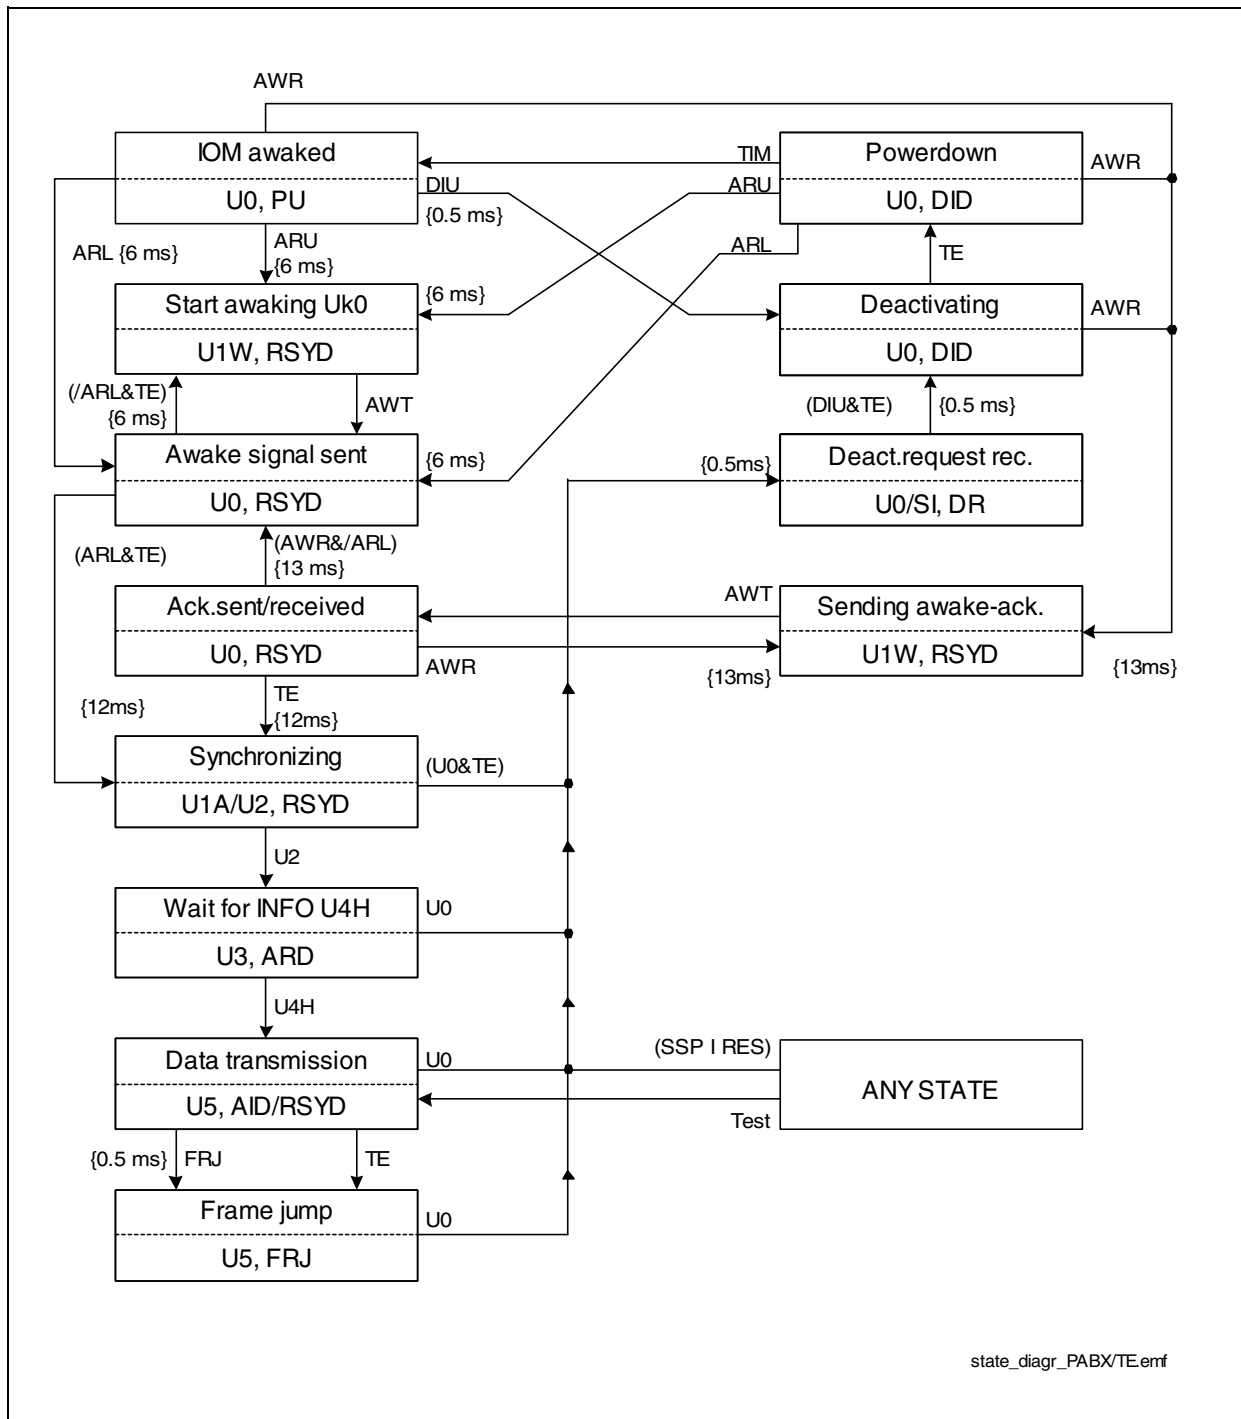 AWR
IOM awaked
U0, PU
TIM
DIU
{0.5 ms}
ARU
ARL
Powerdown
U0, DID
AWR
ARL {6 ms}
ARU
{6 ms}
TE
Start awaking Uk0
U1W, RSYD
{6 ms}
Deactivating
U0, DID
AWR
(/ARL&TE)
{6 ms}
AWT
(DIU&TE)
{0.5 ms}
Awake signal sent
U0, RSYD
{6 ms}
{0.5ms}
Deact.request rec.
U0/SI, DR
(ARL&TE)
(AWR&/ARL)
{13 ms}
Ack.sent/received
U0, RSYD
AWT
AWR
{13ms}
Sending awake-ack.
U1W, RSYD
{13ms}
{12ms}
TE
{12ms}
Synchronizing
U1A/U2, RSYD
(U0&TE)
U2
Wait for INFO U4H
U3, ARD
U0
U4H
Data transmission
U5, AID/RSYD
U0
(SSP I RES)
Test
ANY STATE
{0.5 ms}
FRJ
TE
Frame jump
U5, FRJ
U0
state_diagr_PABX/TE.emf